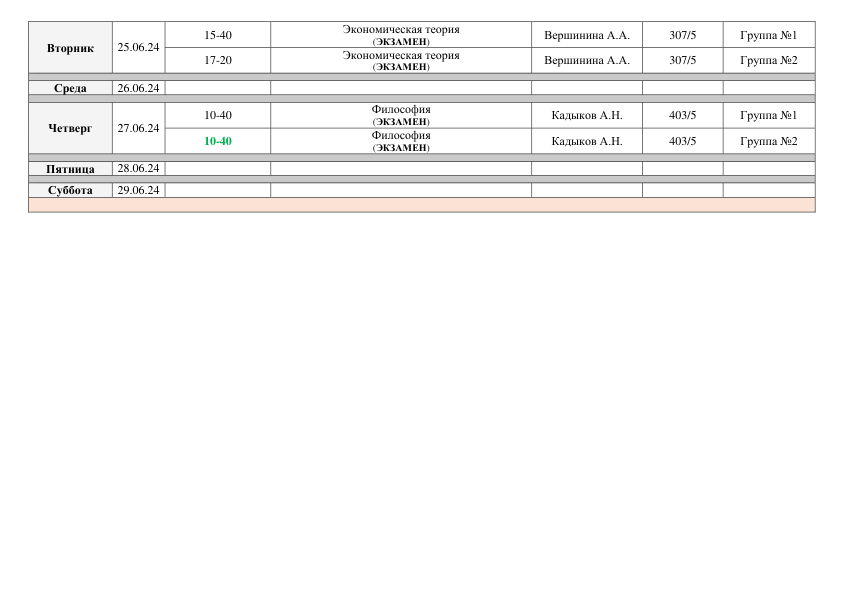 Вторник 25.06.24 15-40 Экономическая теория (ЭКЗАМЕН) Вершинина А.А. 307/5 Группа №1
17-20 Экономическая теория (ЭКЗАМЕН) Вершинина А.А. 307/5 Группа №2
Среда 26.06.24
Четверг 27.06.24 10-40 Философия (ЭКЗАМЕН) Кадыков А.Н. 403/5 Группа №1
10-40 Философия (ЭКЗАМЕН) Кадыков А.Н. 403/5 Группа №2
Пятница 28.06.24
Суббота 29.06.24